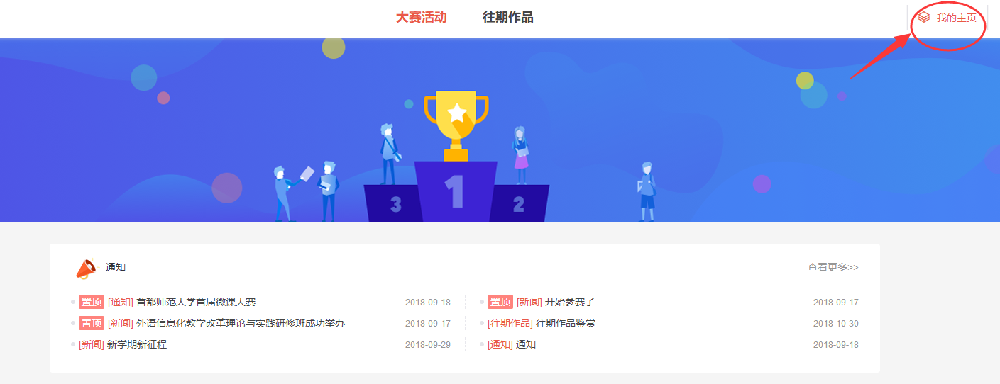 大赛活动 往期作品 我的主页
3 1 2
通知 查看更多>>
置顶 [通知] 首都师范大学首届微课大赛 2018-09-18
置顶 [新闻] 开始参赛了 2018-09-17
置顶 [新闻] 外语信息化教学改革理论与实践研修班成功举办 2018-09-17
[往期作品] 往期作品鉴赏 2018-10-30
[新闻] 新学期新征程 2018-09-29
[通知] 通知 2018-09-18